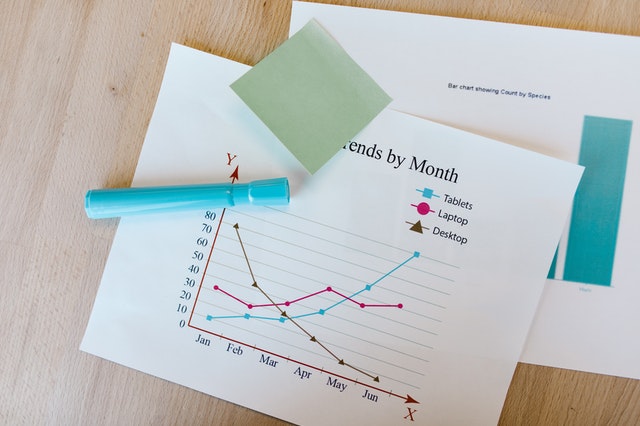 Bar chart showing Count by Species
rends by Month
Tablets
Laptop
Desktop
Y
80
70
60
50
40
30
20
10
0
Jan
Feb
Mar
Apr
May
Jun
X